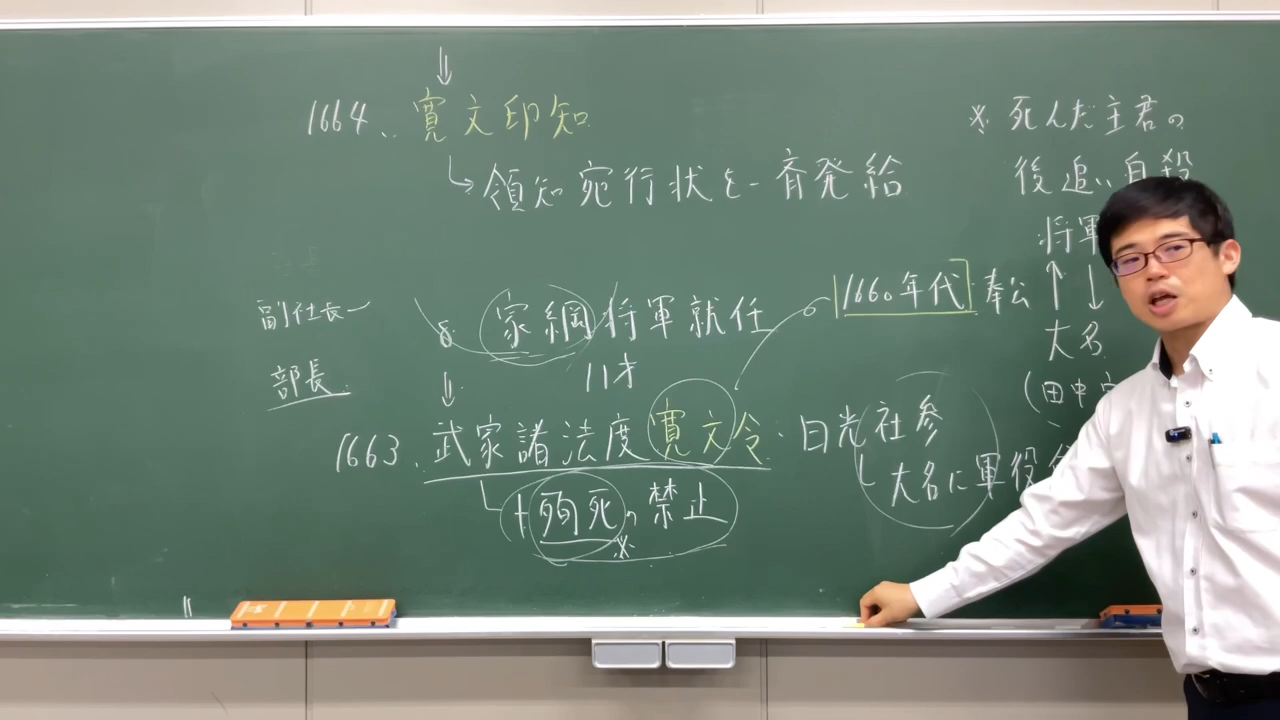 1664、寛文印知
領知宛行状を一斉発給
副社長
部長
家綱将軍就任
11才
1663、武家諸法度 寛文令
+殉死の禁止
※
1660年代
日光社参
大名に軍役
※死んだ主君の
後追い自殺
将軍
奉公
大名
(田中